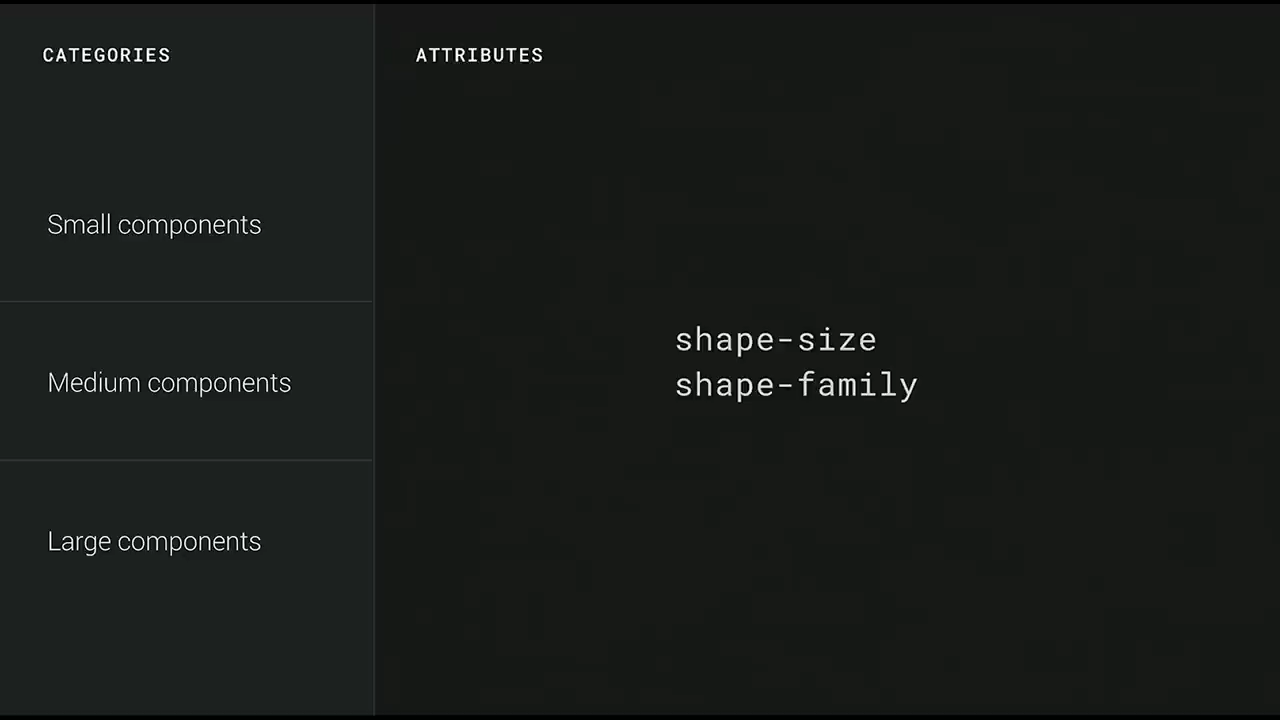 CATEGORIES
ATTRIBUTES
Small components
Medium components
Large components
shape-size
shape-family